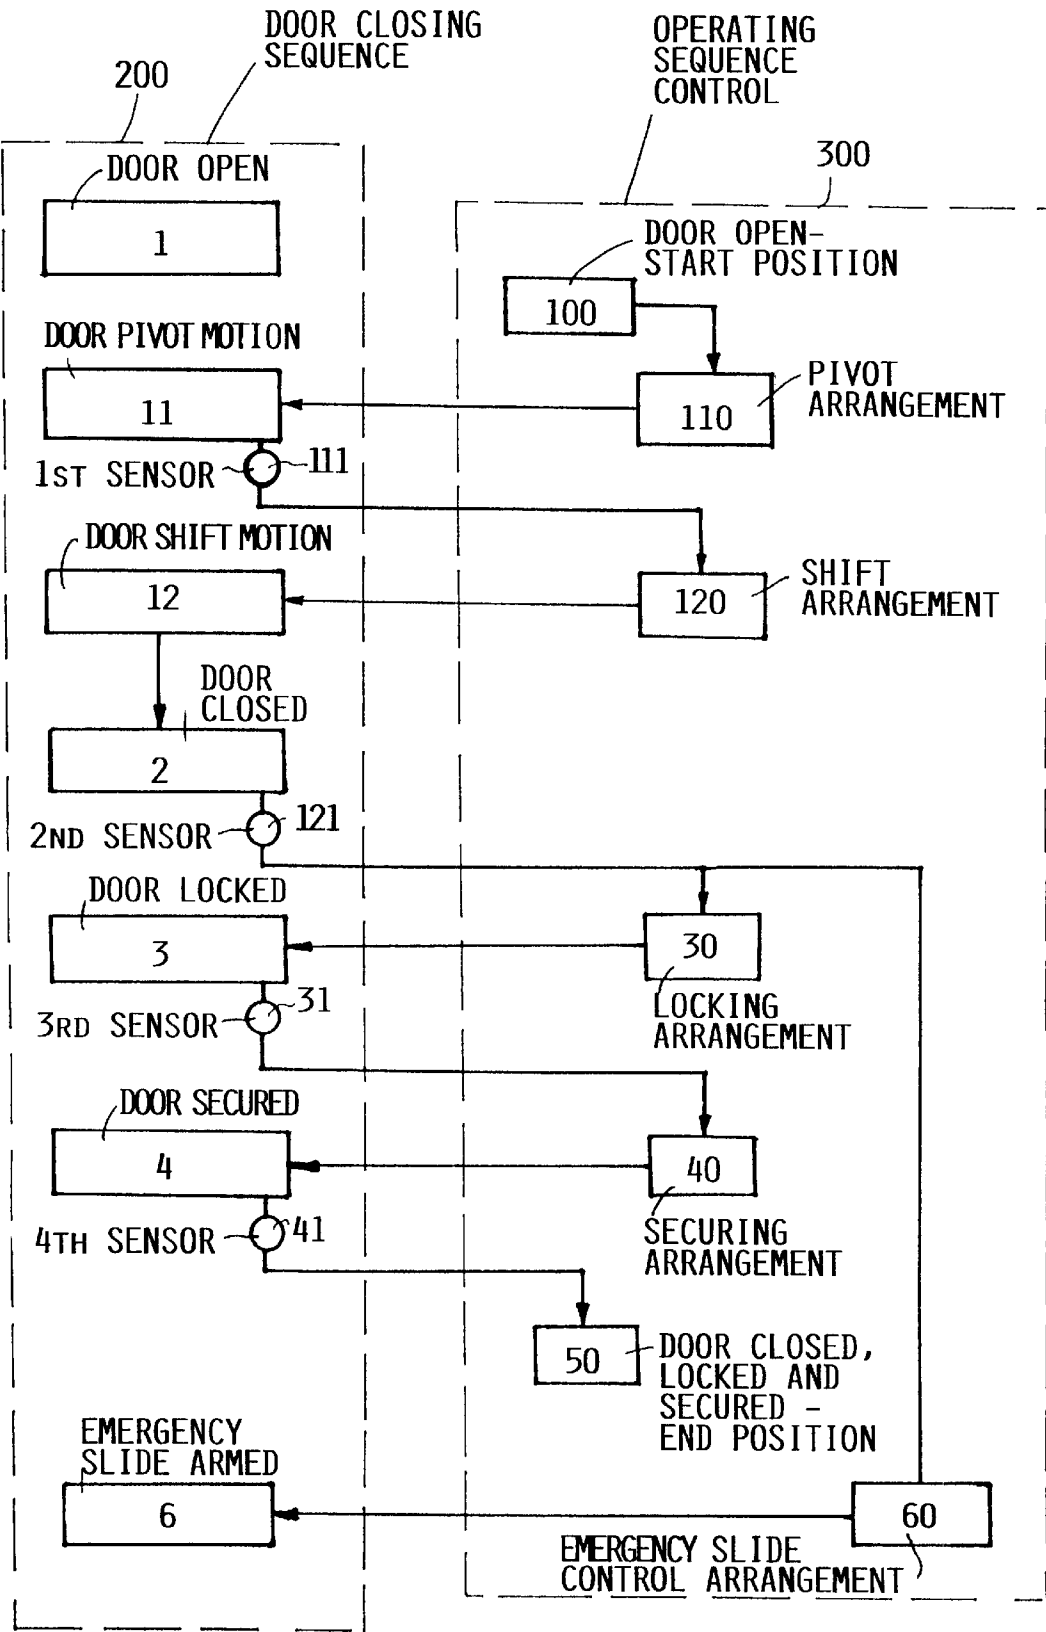 DOOR CLOSING
SEQUENCE
OPERATING
SEQUENCE
CONTROL
200
300
DOOR OPEN
1
DOOR OPEN-
START POSITION
100
DOOR PIVOT MOTION
11
PIVOT
ARRANGEMENT
110
1ST SENSOR
111
DOOR SHIFT MOTION
12
SHIFT
ARRANGEMENT
120
DOOR
CLOSED
2
2ND SENSOR
121
DOOR LOCKED
3
30
LOCKING
ARRANGEMENT
3RD SENSOR
31
DOOR SECURED
4
40
SECURING
ARRANGEMENT
4TH SENSOR
41
50
DOOR CLOSED,
LOCKED AND
SECURED -
END POSITION
EMERGENCY
SLIDE ARMED
6
60
EMERGENCY SLIDE
CONTROL ARRANGEMENT